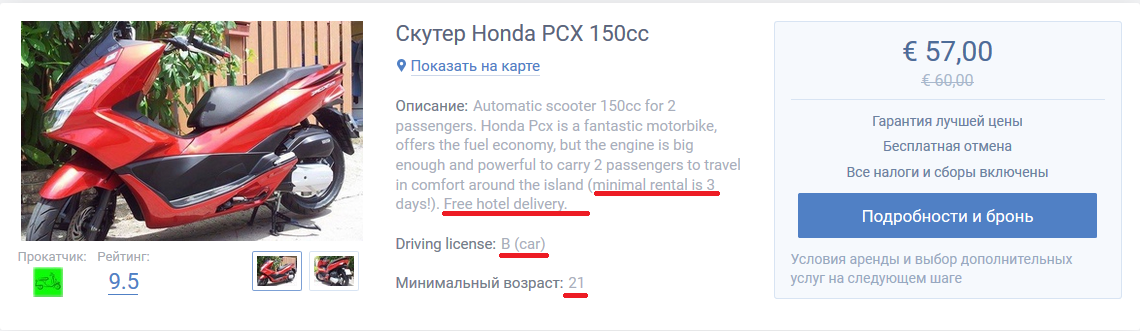 Скутер Honda PCX 150cc
Показать на карте
Описание: Automatic scooter 150cc for 2
passengers. Honda Pcx is a fantastic motorbike,
offers the fuel economy, but the engine is big
enough and powerful to carry 2 passengers to travel
in comfort around the island (minimal rental is 3
days!). Free hotel delivery.
Driving license: B (car)
Минимальный возраст: 21
Прокатчик: Рейтинг:
9.5
€ 57,00
€ 60,00
Гарантия лучшей цены
Бесплатная отмена
Все налоги и сборы включены
Подробности и бронь
Условия аренды и выбор дополнительных
услуг на следующем шаге